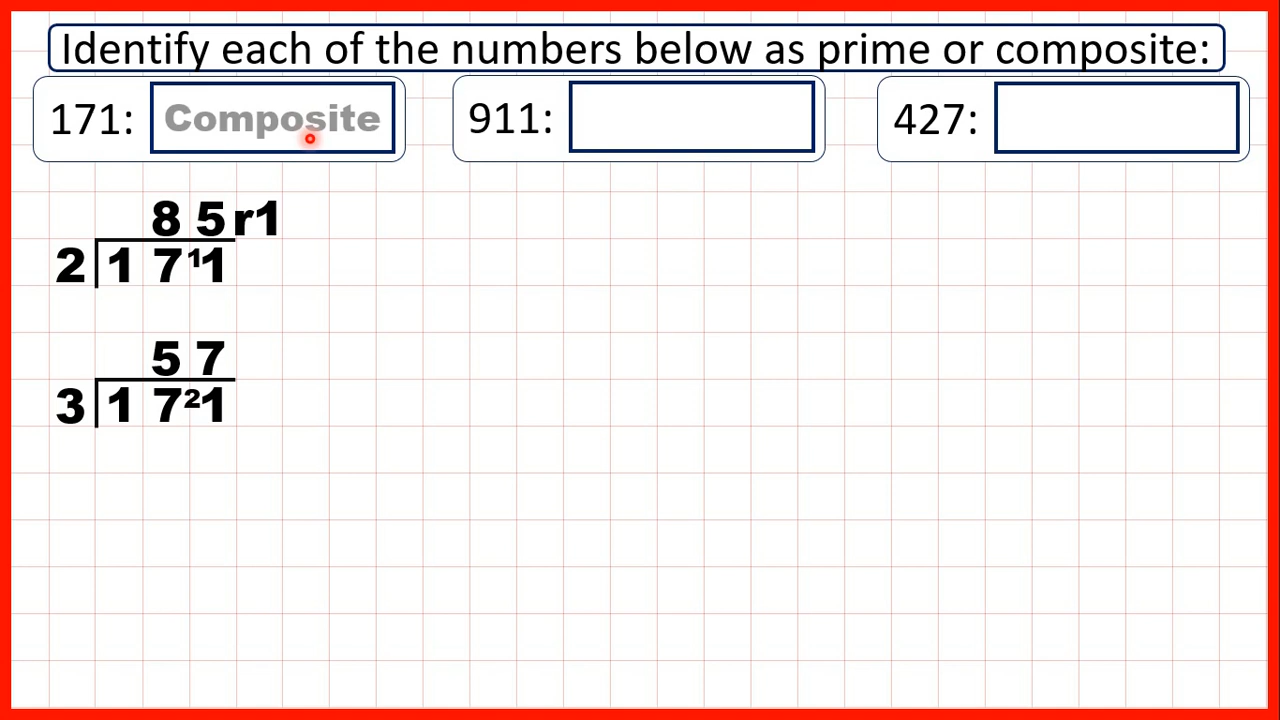 Identify each of the numbers below as prime or composite:
171: Composite
911:
427:
8 5 r1
2 1 7 ¹1
5 7
3 1 7 ²1